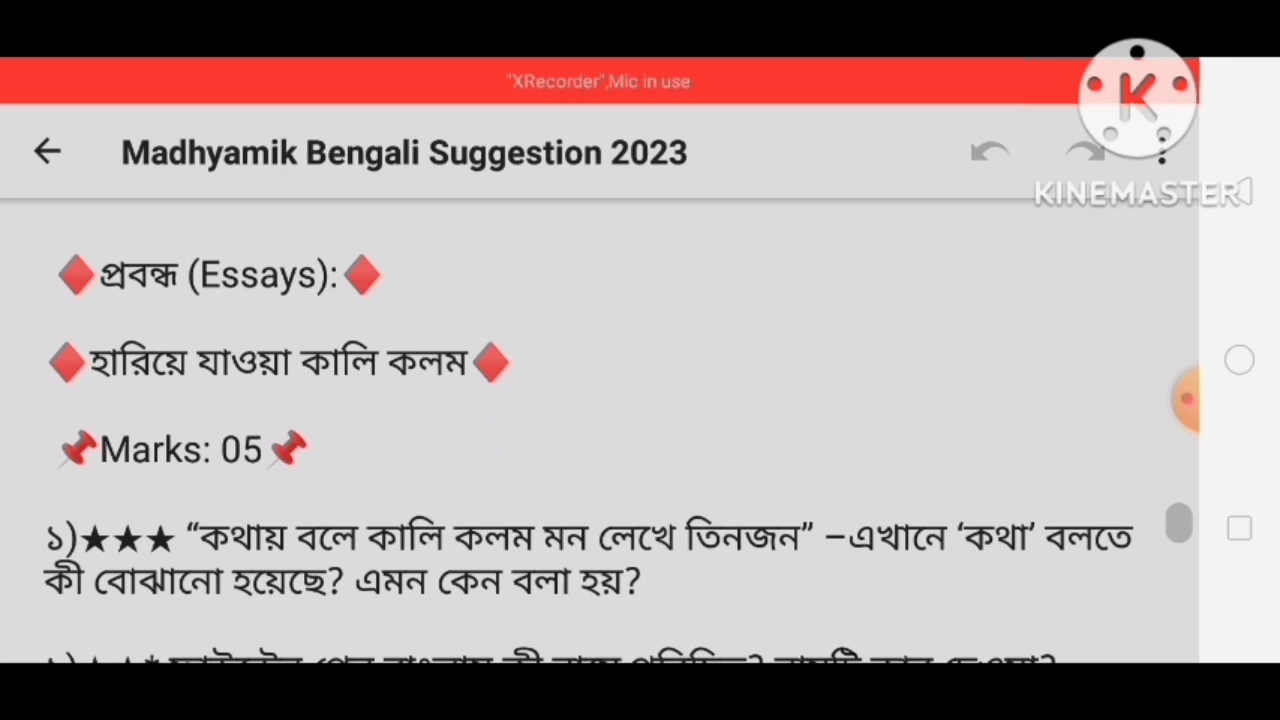 "XRecorder",Mic in use
Madhyamik Bengali Suggestion 2023
KINEMASTER
প্রবন্ধ (Essays):
হারিয়ে যাওয়া কালি কলম
Marks: 05
১)★★★ “কথায় বলে কালি কলম মন লেখে তিনজন” –এখানে ‘কথা’ বলতে
কী বোঝানো হয়েছে? এমন কেন বলা হয়?